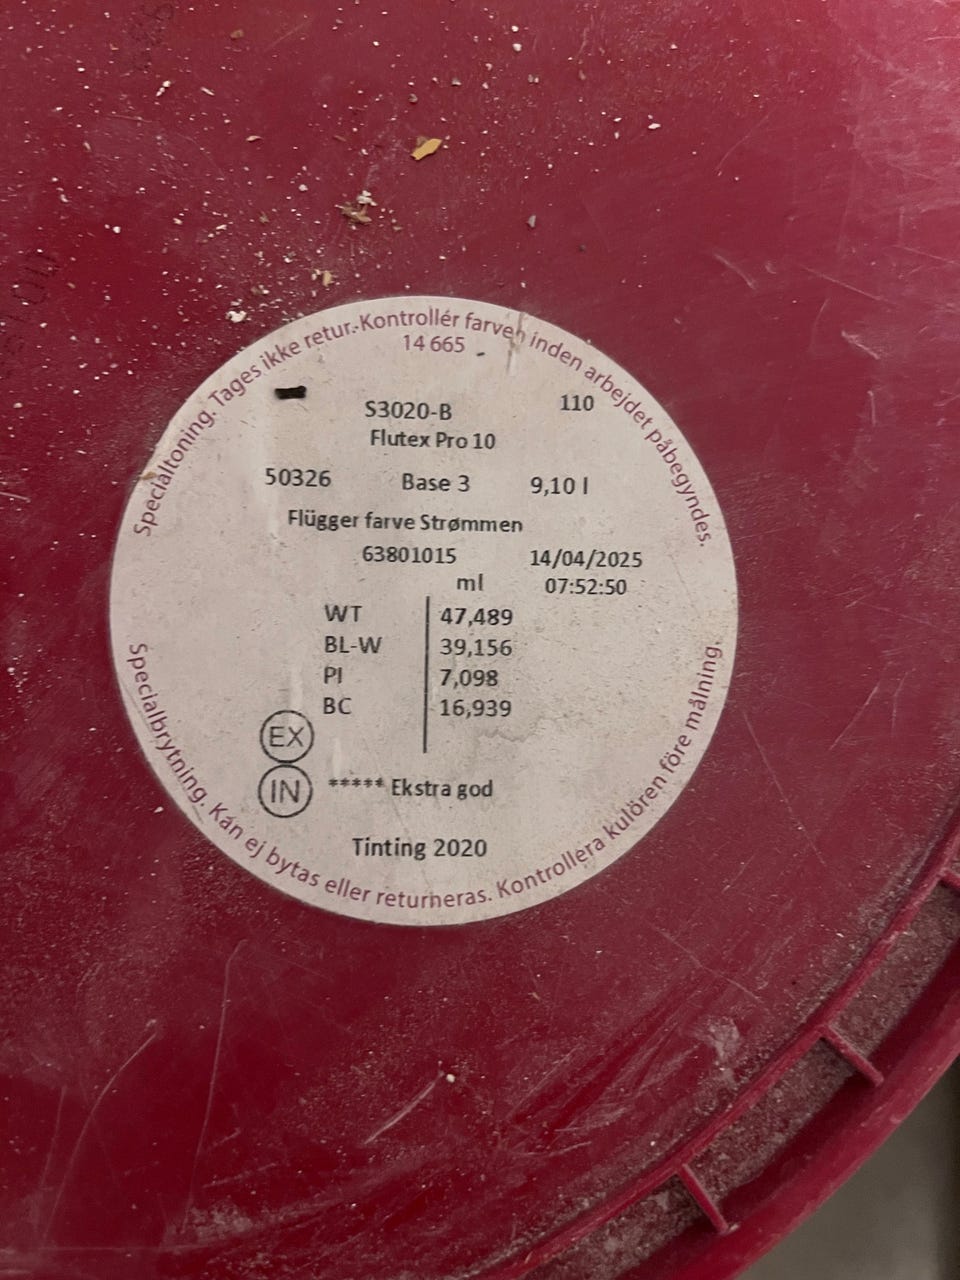 Specialtoning. Tages ikke retur. Kontrollér farven inden arbejdet påbegyndes.
14 665
S3020-B 110
Flutex Pro 10
50326 Base 3 9,10 l
Flügger farve Strømmen
63801015 14/04/2025
ml 07:52:50
WT 47,489
BL-W 39,156
PI 7,098
BC 16,939
EX
IN ***** Ekstra god
Tinting 2020
Specialbrytning. Kan ej bytas eller returneras. Kontrollera kulören före målning.